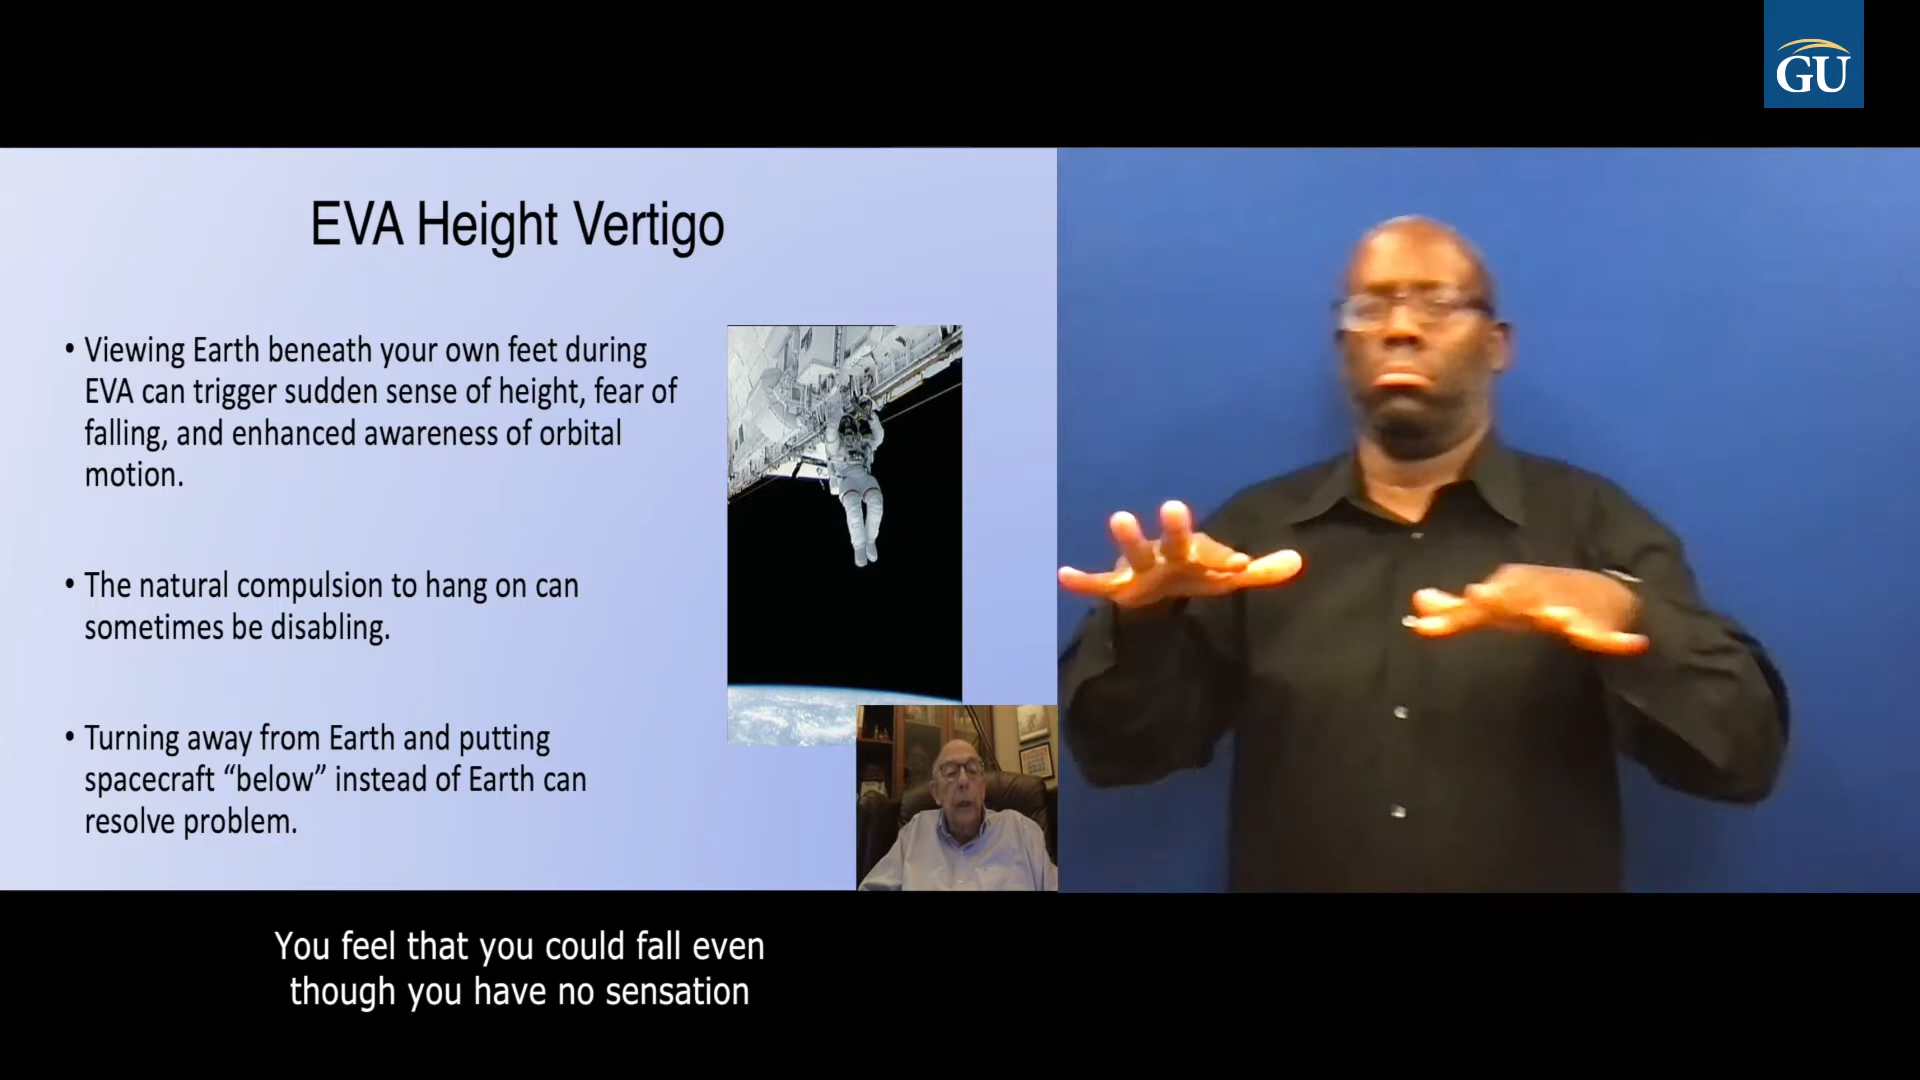 GU
EVA Height Vertigo
• Viewing Earth beneath your own feet during
EVA can trigger sudden sense of height, fear of
falling, and enhanced awareness of orbital
motion.
• The natural compulsion to hang on can
sometimes be disabling.
• Turning away from Earth and putting
spacecraft “below” instead of Earth can
resolve problem.
You feel that you could fall even
though you have no sensation